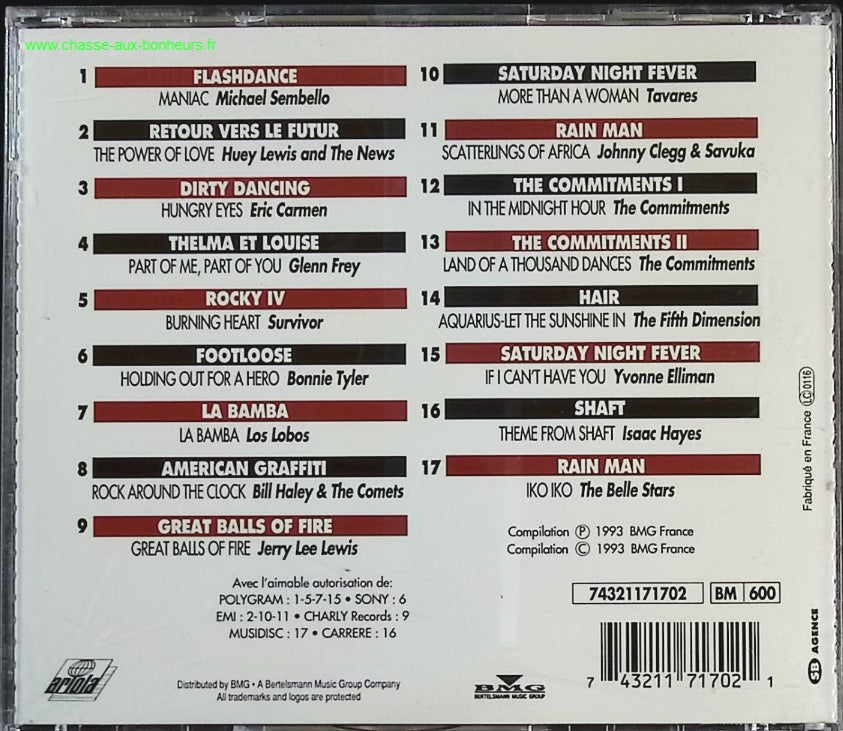 www.chasse-aux-bonheurs.fr
1 FLASHDANCE
MANIAC Michael Sembello
2 RETOUR VERS LE FUTUR
THE POWER OF LOVE Huey Lewis and The News
3 DIRTY DANCING
HUNGRY EYES Eric Carmen
4 THELMA ET LOUISE
PART OF ME, PART OF YOU Glenn Frey
5 ROCKY IV
BURNING HEART Survivor
6 FOOTLOOSE
HOLDING OUT FOR A HERO Bonnie Tyler
7 LA BAMBA
LA BAMBA Los Lobos
8 AMERICAN GRAFFITI
ROCK AROUND THE CLOCK Bill Haley & The Comets
9 GREAT BALLS OF FIRE
GREAT BALLS OF FIRE Jerry Lee Lewis
10 SATURDAY NIGHT FEVER
MORE THAN A WOMAN Tavares
11 RAIN MAN
SCATTERLINGS OF AFRICA Johnny Clegg & Savuka
12 THE COMMITMENTS I
IN THE MIDNIGHT HOUR The Commitments
13 THE COMMITMENTS II
LAND OF A THOUSAND DANCES The Commitments
14 HAIR
AQUARIUS-LET THE SUNSHINE IN The Fifth Dimension
15 SATURDAY NIGHT FEVER
IF I CAN'T HAVE YOU Yvonne Elliman
16 SHAFT
THEME FROM SHAFT Isaac Hayes
17 RAIN MAN
IKO IKO The Belle Stars
Compilation Ⓟ 1993 BMG France
Compilation © 1993 BMG France
Avec l'aimable autorisation de:
POLYGRAM : 1-5-7-15 • SONY : 6
EMI : 2-10-11 • CHARLY Records : 9
MUSIDISC : 17 • CARRERE : 16
74321171702 BM 600
7 43211 71702 1
ariola
Distributed by BMG • A Bertelsmann Music Group Company
All trademarks and logos are protected
BMG
BERTELSMANN MUSIC GROUP
Fabriqué en France LC 0116
SB AGENCE